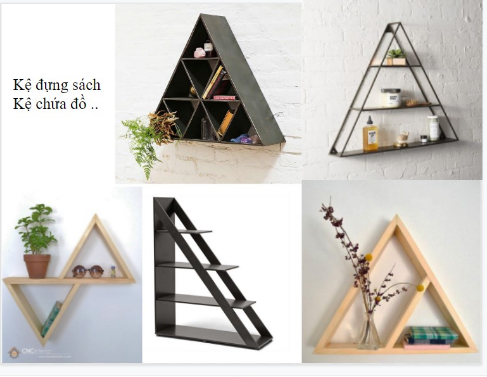 Kệ đựng sách
Kệ chứa đồ ..